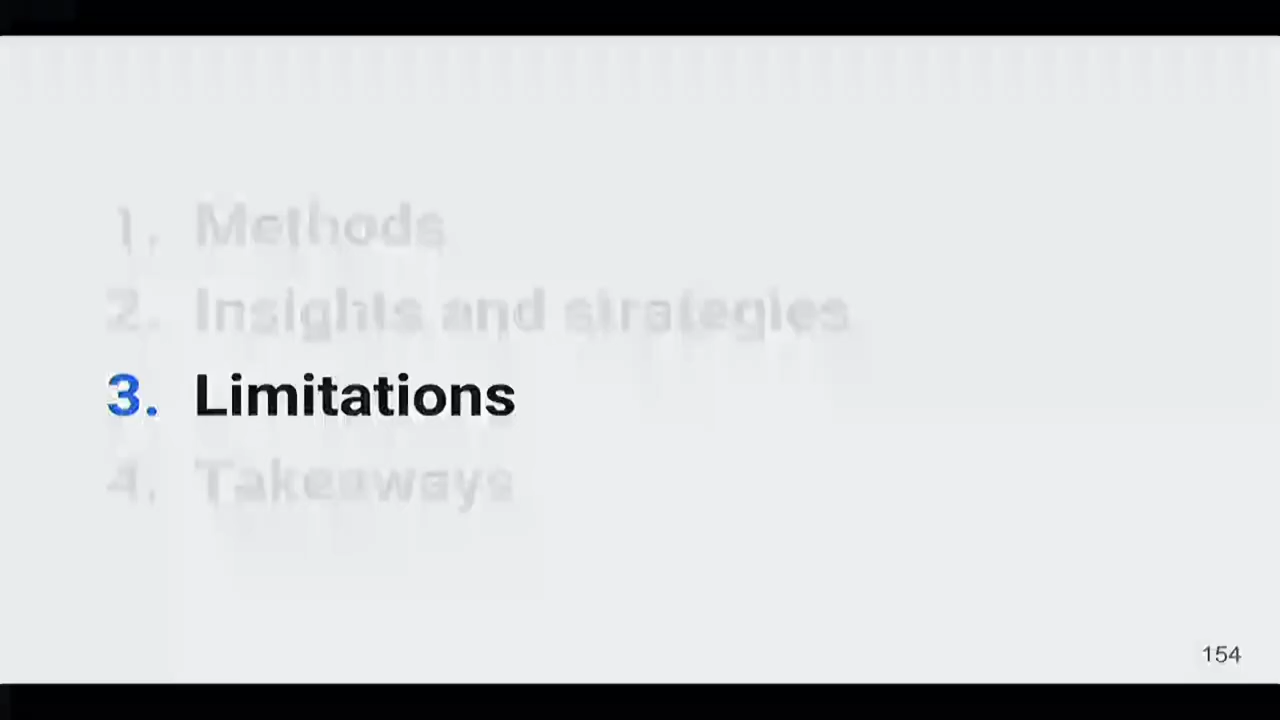 1. Methods
2. Insights and strategies
3. Limitations
4. Takeaways
154